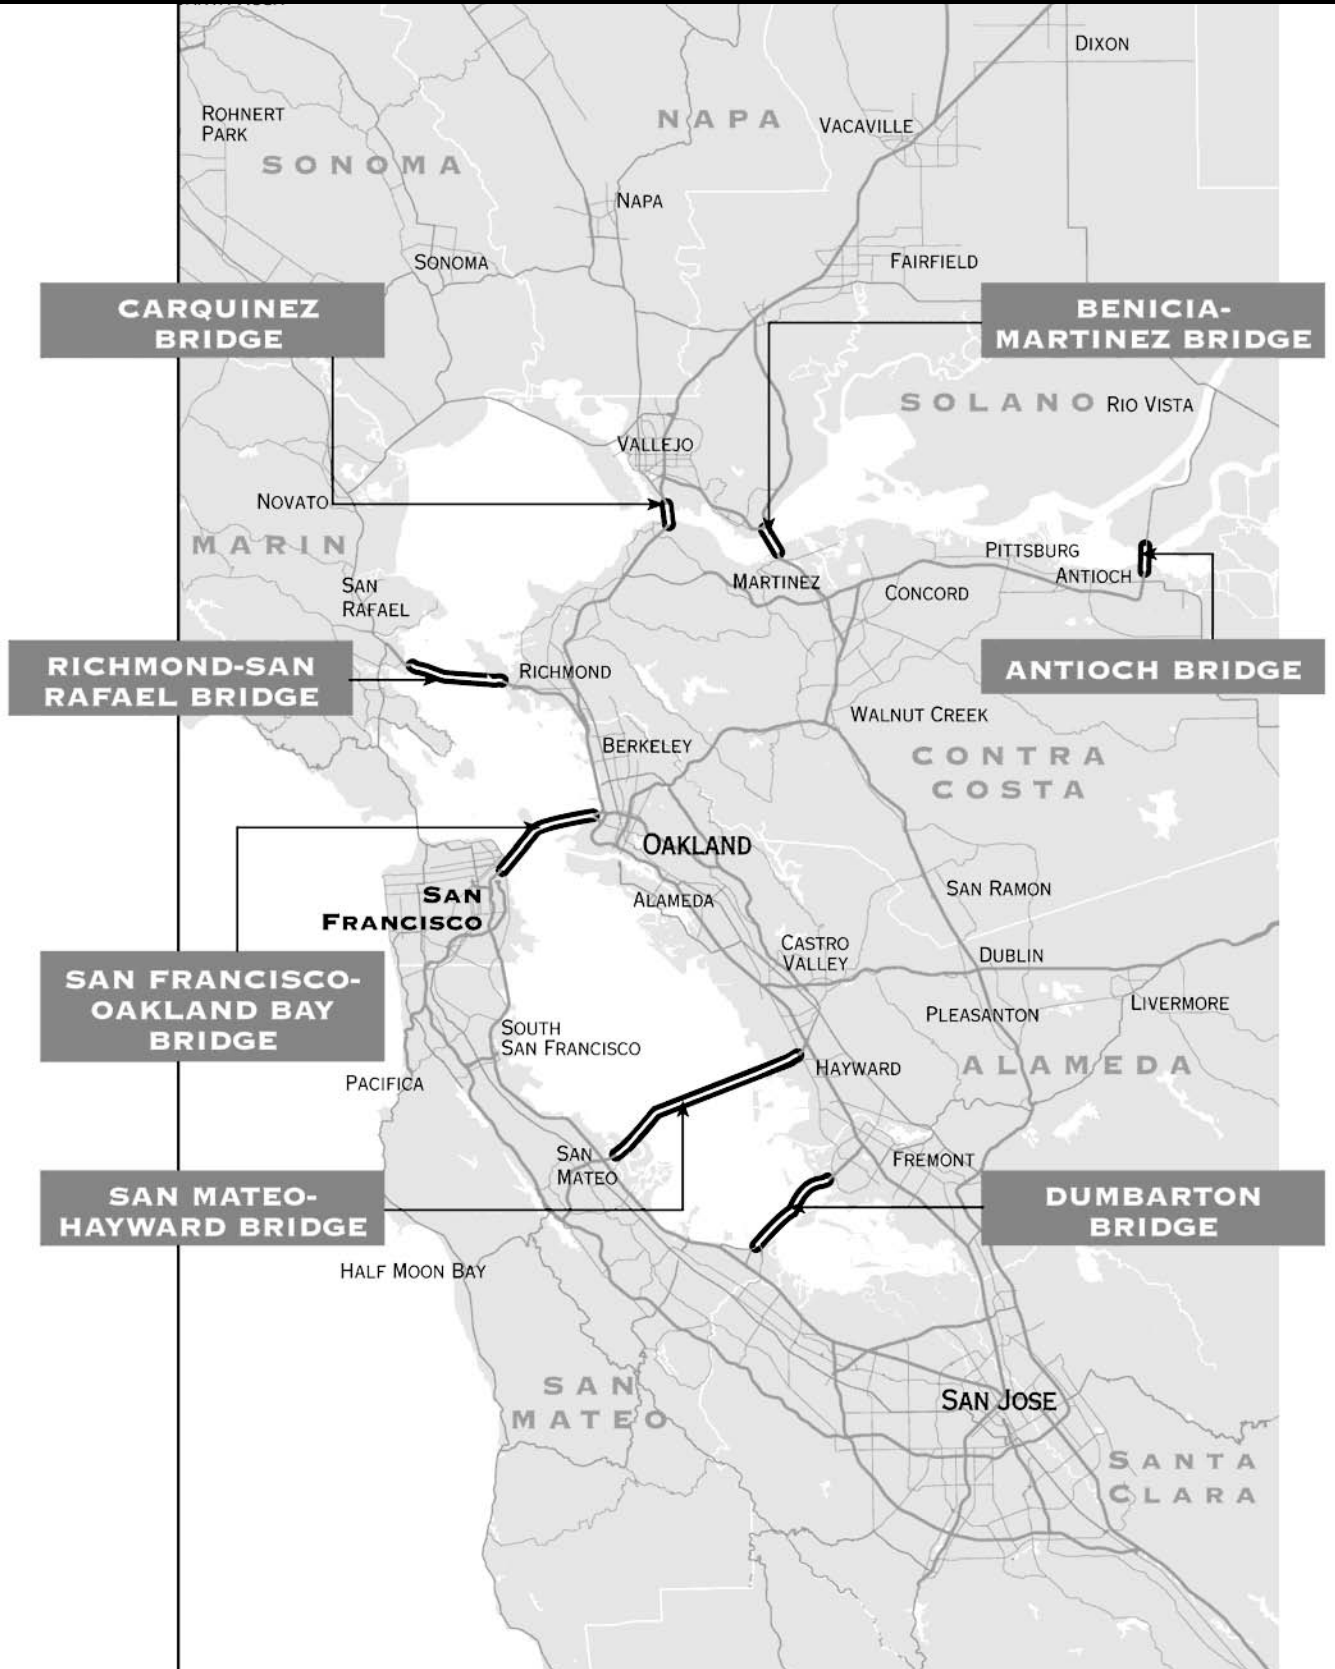 DIXON
ROHNERT
PARK
NAPA
VACAVILLE
SONOMA
NAPA
SONOMA
FAIRFIELD
CARQUINEZ
BRIDGE
BENICIA-
MARTINEZ BRIDGE
SOLANO
RIO VISTA
VALLEJO
NOVATO
MARIN
PITTSBURG
ANTIOCH
SAN
RAFAEL
MARTINEZ
CONCORD
RICHMOND-SAN
RAFAEL BRIDGE
RICHMOND
ANTIOCH BRIDGE
WALNUT CREEK
BERKELEY
CONTRA
COSTA
OAKLAND
SAN
FRANCISCO
ALAMEDA
SAN RAMON
CASTRO
VALLEY
DUBLIN
SAN FRANCISCO-
OAKLAND BAY
BRIDGE
LIVERMORE
PLEASANTON
SOUTH
SAN FRANCISCO
HAYWARD
ALAMEDA
PACIFICA
SAN
MATEO
FREMONT
SAN MATEO-
HAYWARD BRIDGE
DUMBARTON
BRIDGE
HALF MOON BAY
SAN
MATEO
SAN JOSE
SANTA
CLARA